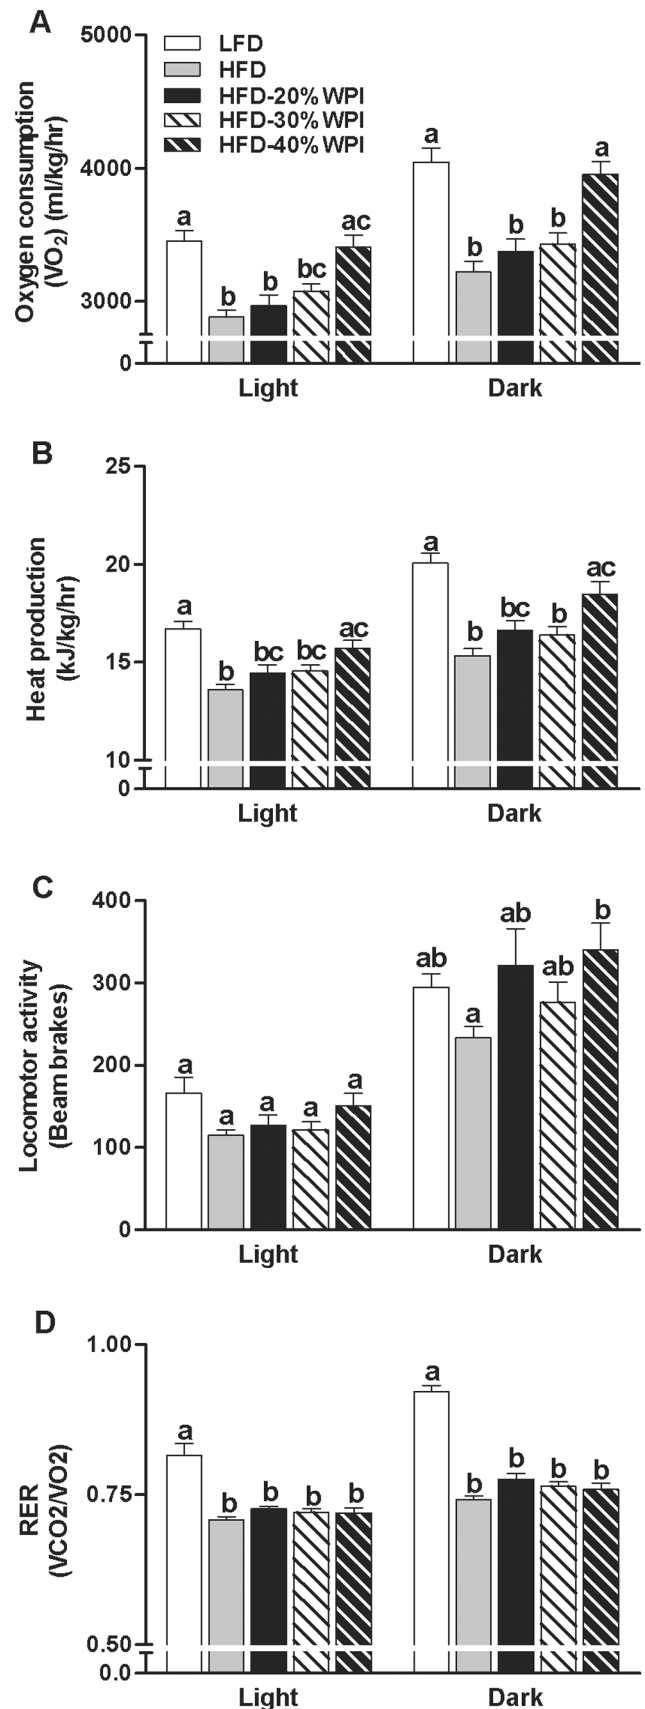 A
5000
4000
3000
0
Oxygen consumption
(VO2) (ml/kg/hr)
LFD
HFD
HFD-20% WPI
HFD-30% WPI
HFD-40% WPI
a
b
b
bc
ac
a
b
b
b
a
Light
Dark
B
25
20
15
10
0
Heat production
(kJ/kg/hr)
a
b
bc
bc
ac
a
b
bc
b
ac
Light
Dark
C
400
300
200
100
0
Locomotor activity
(Beam brakes)
a
a
a
a
a
ab
a
ab
ab
b
Light
Dark
D
1.00
0.75
0.50
0.0
RER
(VCO2/VO2)
a
b
b
b
b
a
b
b
b
b
Light
Dark